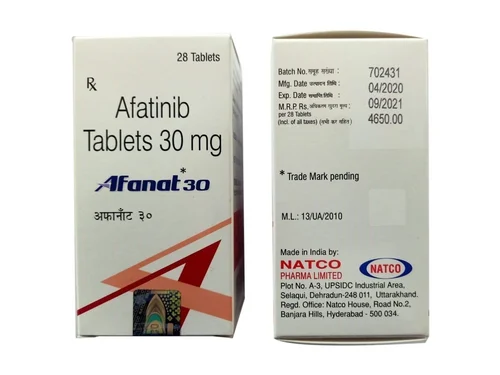 28 Tablets
Rx
Afatinib
Tablets 30 mg
Afanat*30
अफानॅट ३०
Batch No. समूह संख्या : 702431
Mfg. Date उत्पादन तिथि : 04/2020
Exp. Date समाप्ति तिथि : 09/2021
M.R.P. Rs. अधिकतम खुदरा मूल्य : 4650.00
per 28 Tablets
(Incl. of all taxes) (सभी कर सहित)
* Trade Mark pending
M.L.: 13/UA/2010
Made in India by:
NATCO
PHARMA LIMITED
NATCO
Plot No. A-3, UPSIDC Industrial Area,
Selaqui, Dehradun-248 011, Uttarakhand.
Regd. Office: Natco House, Road No.2,
Banjara Hills, Hyderabad - 500 034.